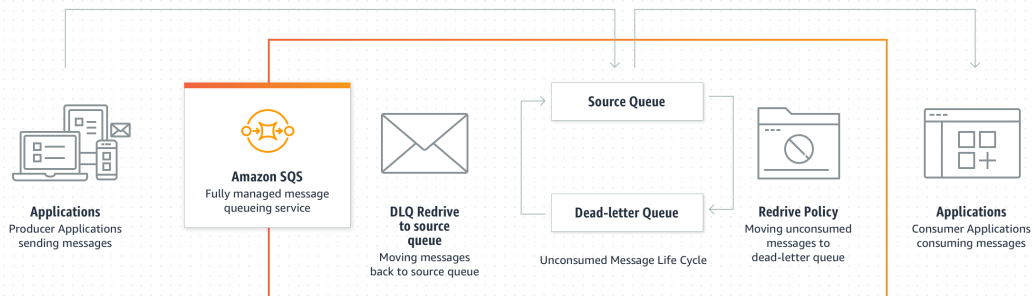 Applications
Producer Applications
sending messages
Amazon SQS
Fully managed message
queueing service
DLQ Redrive
to source
queue
Moving messages
back to source queue
Source Queue
Dead-letter Queue
Unconsumed Message Life Cycle
Redrive Policy
Moving unconsumed
messages to
dead-letter queue
Applications
Consumer Applications
consuming messages